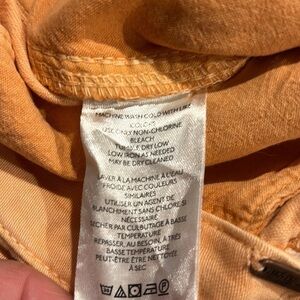 MACHINE WASH COLD WITH LIKE
COLORS
USE ONLY NON-CHLORINE
BLEACH
TUMBLE DRY LOW
LOW IRON AS NEEDED
MAY BE DRY CLEANED
LAVER À LA MACHINE À L'EAU
FROIDE AVEC COULEURS
SIMILAIRES
UTILISER UN AGENT DE
BLANCHIMENT SANS CHLORE SI
NÉCESSAIRE
SÉCHER PAR CULBUTAGE À BASSE
TEMPÉRATURE
REPASSER, AU BESOIN, À TRÈS
BASSE TEMPÉRATURE
PEUT-ÊTRE ÊTRE NETTOYÉE
À SEC